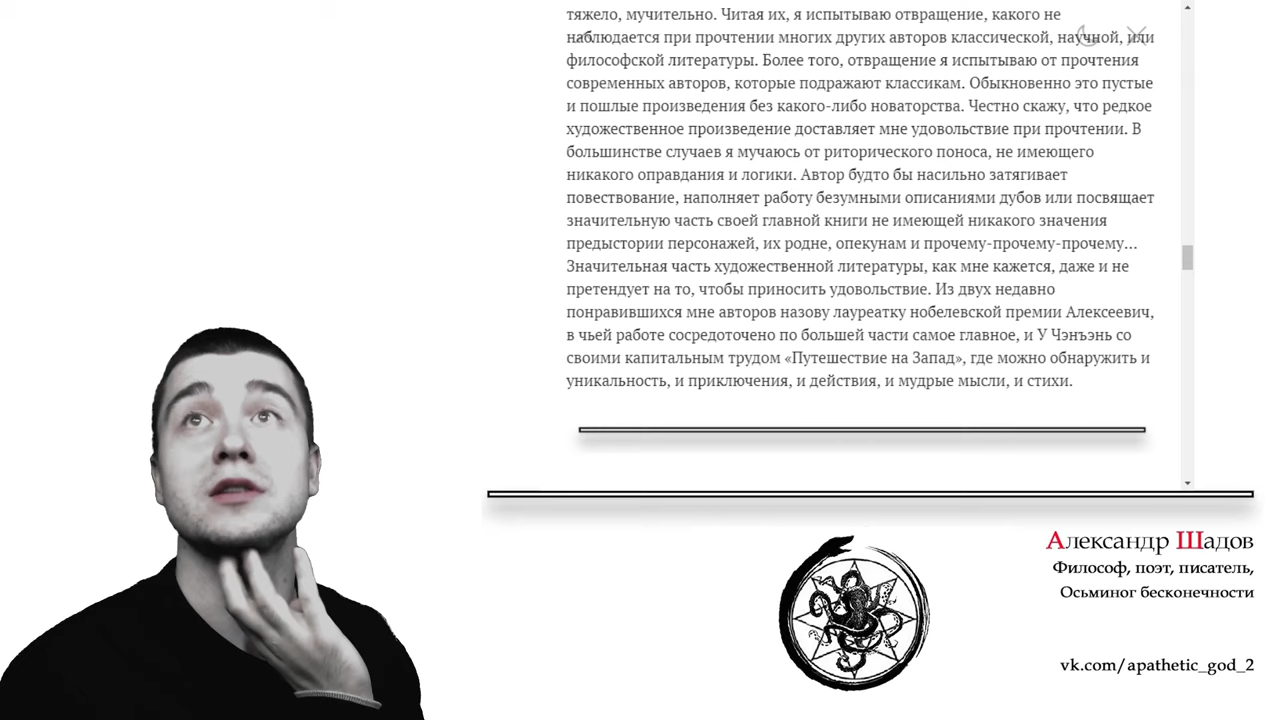 тяжело, мучительно. Читая их, я испытываю отвращение, какого не
наблюдается при прочтении многих других авторов классической, научной, или
философской литературы. Более того, отвращение я испытываю от прочтения
современных авторов, которые подражают классикам. Обыкновенно это пустые
и пошлые произведения без какого-либо новаторства. Честно скажу, что редкое
художественное произведение доставляет мне удовольствие при прочтении. В
большинстве случаев я мучаюсь от риторического поноса, не имеющего
никакого оправдания и логики. Автор будто бы насильно затягивает
повествование, наполняет работу безумными описаниями дубов или посвящает
значительную часть своей главной книги не имеющей никакого значения
предыстории персонажей, их родне, опекунам и прочему-прочему-прочему...
Значительная часть художественной литературы, как мне кажется, даже и не
претендует на то, чтобы приносить удовольствие. Из двух недавно
понравившихся мне авторов назову лауреатку нобелевской премии Алексеевич,
в чьей работе сосредоточено по большей части самое главное, и У Чэнъэнь со
своими капитальным трудом «Путешествие на Запад», где можно обнаружить и
уникальность, и приключения, и действия, и мудрые мысли, и стихи.
Александр Шадов
Философ, поэт, писатель,
Осьминог бесконечности
vk.com/apathetic_god_2